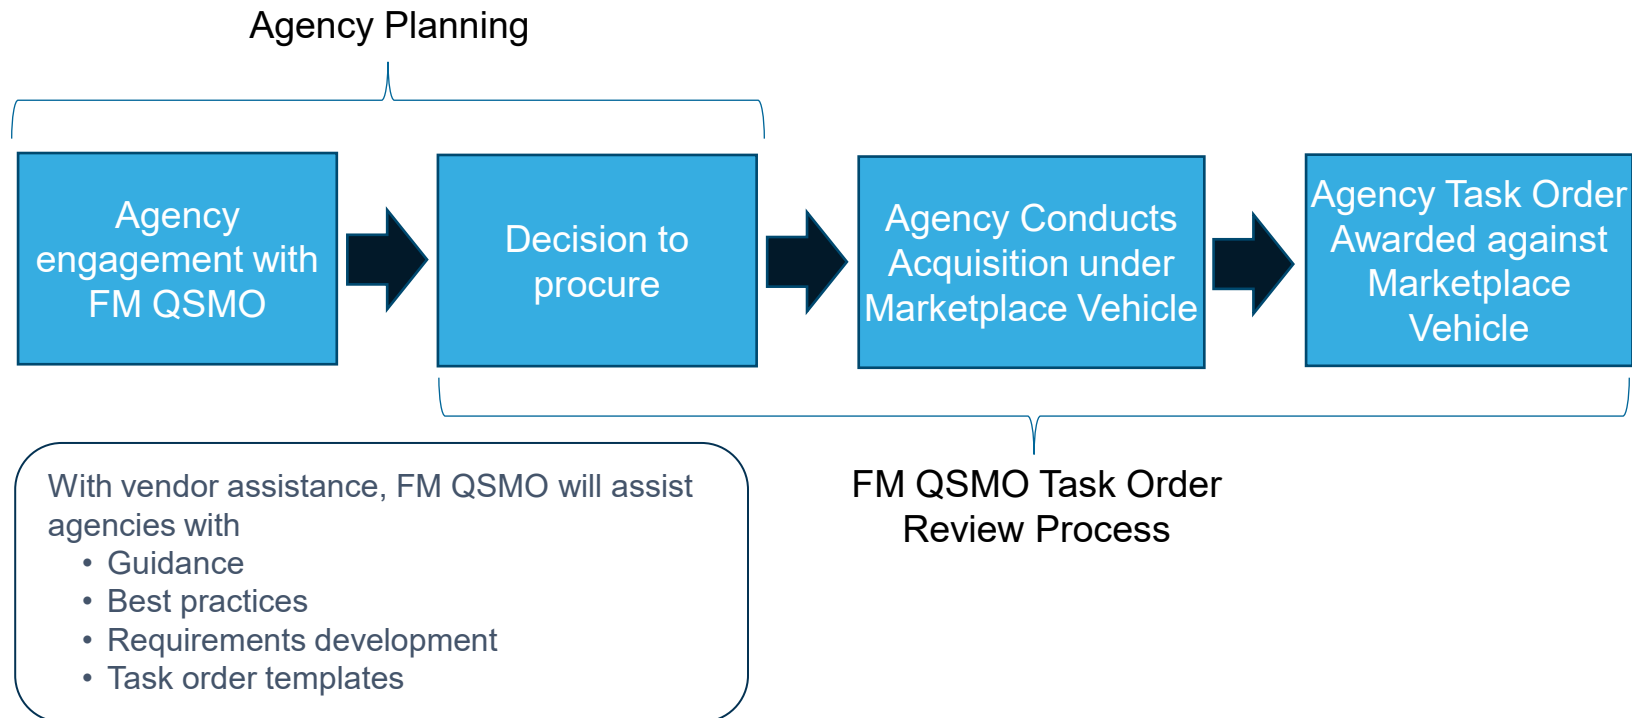 Agency Planning
Agency
engagement with
FM QSMO
Decision to
procure
Agency Conducts
Acquisition under
Marketplace Vehicle
Agency Task Order
Awarded against
Marketplace
Vehicle
With vendor assistance, FM QSMO will assist
agencies with
• Guidance
• Best practices
• Requirements development
• Task order templates
FM QSMO Task Order
Review Process